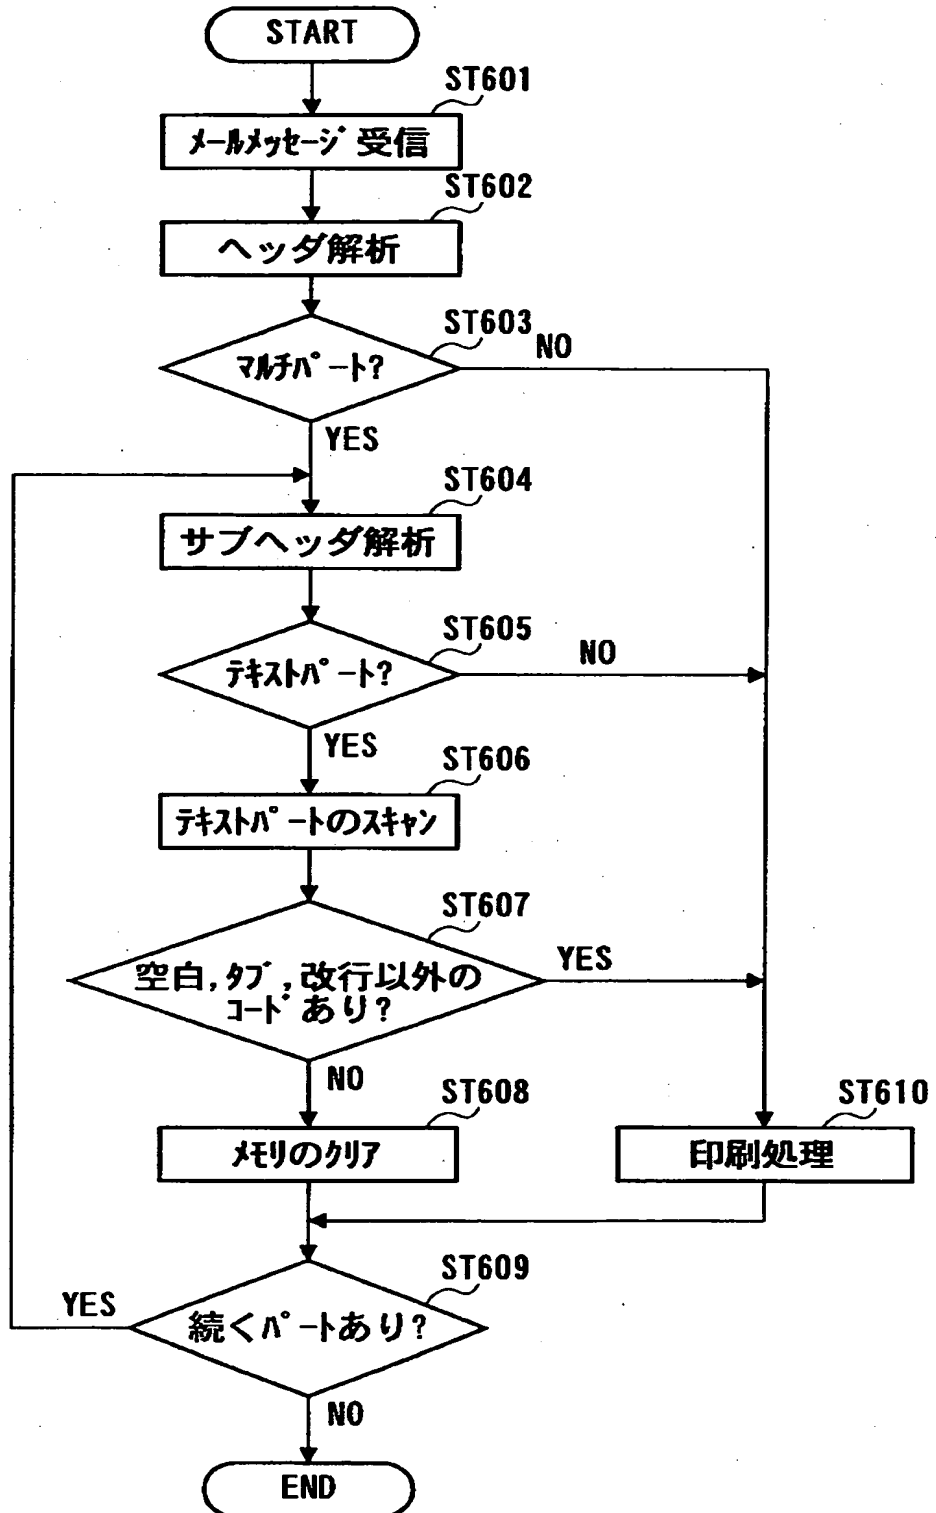 START
ST601
メールメッセージ 受信
ST602
ヘッダ解析
ST603
マルチパート?
NO
YES
ST604
サブヘッダ解析
ST605
テキストパート?
NO
YES
ST606
テキストパートのスキャン
ST607
空白,タブ,改行以外の
コードあり?
YES
NO
ST608
メモリのクリア
ST610
印刷処理
ST609
続くパートあり?
YES
NO
END